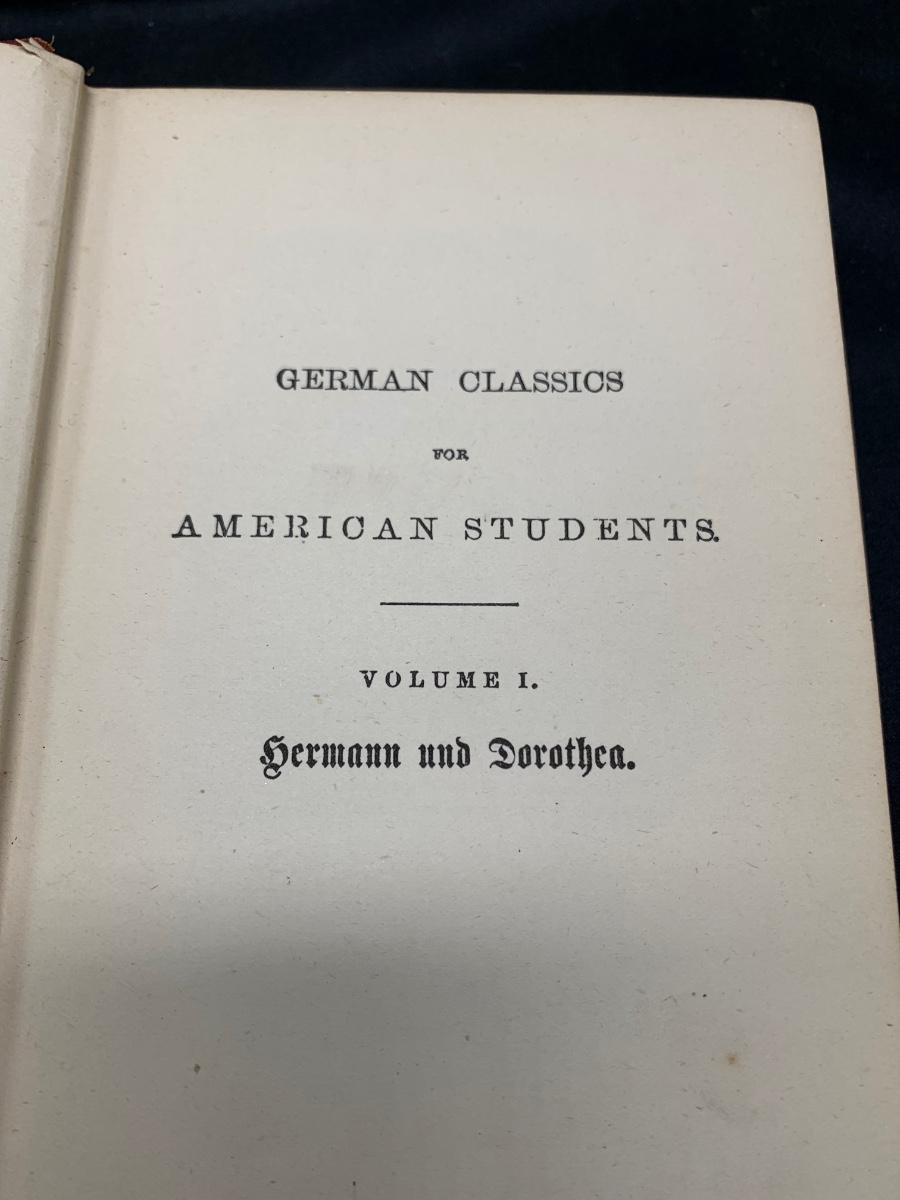 GERMAN CLASSICS
FOR
AMERICAN STUDENTS.
VOLUME I.
Hermann und Dorothea.